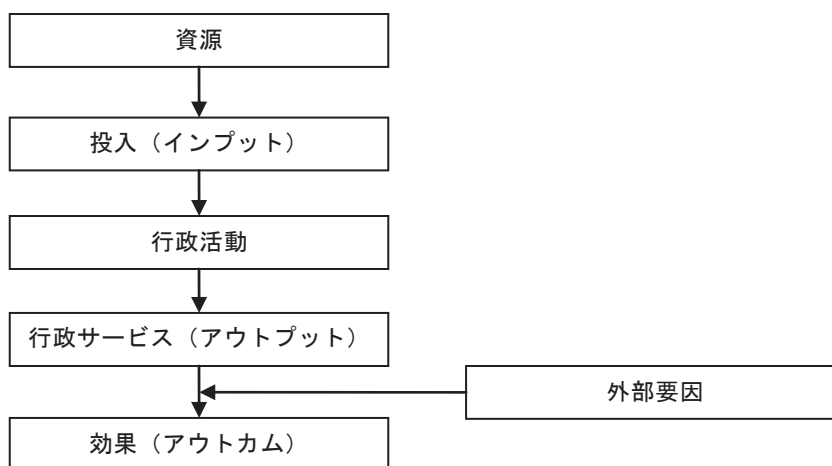 資源
投入（インプット）
行政活動
行政サービス（アウトプット）
外部要因
効果（アウトカム）